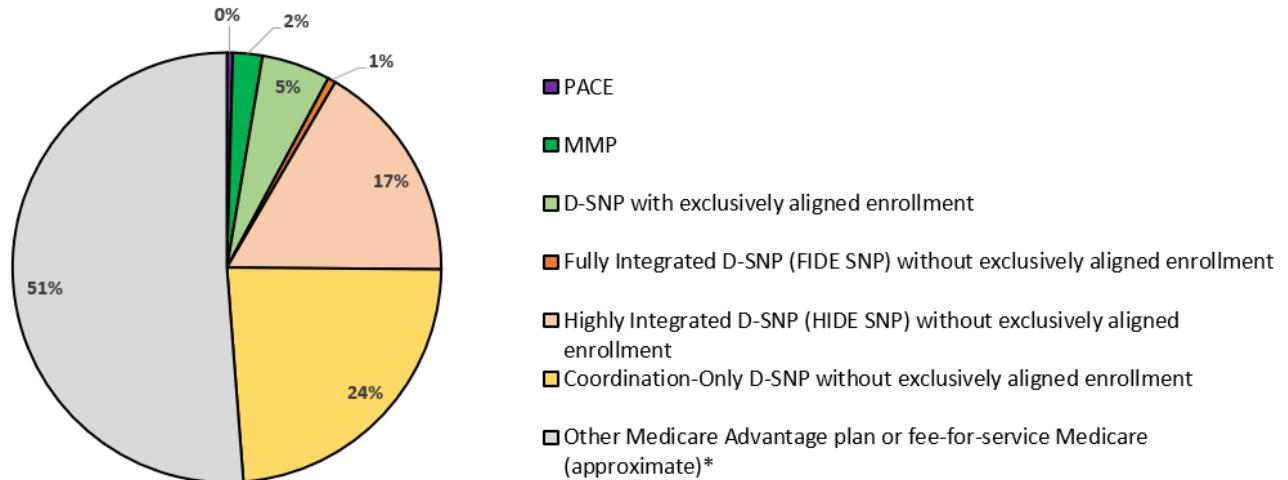 0%
2%
1%
5%
17%
51%
24%
PACE
MMP
D-SNP with exclusively aligned enrollment
Fully Integrated D-SNP (FIDE SNP) without exclusively aligned enrollment
Highly Integrated D-SNP (HIDE SNP) without exclusively aligned
enrollment
Coordination-Only D-SNP without exclusively aligned enrollment
Other Medicare Advantage plan or fee-for-service Medicare
(approximate)*